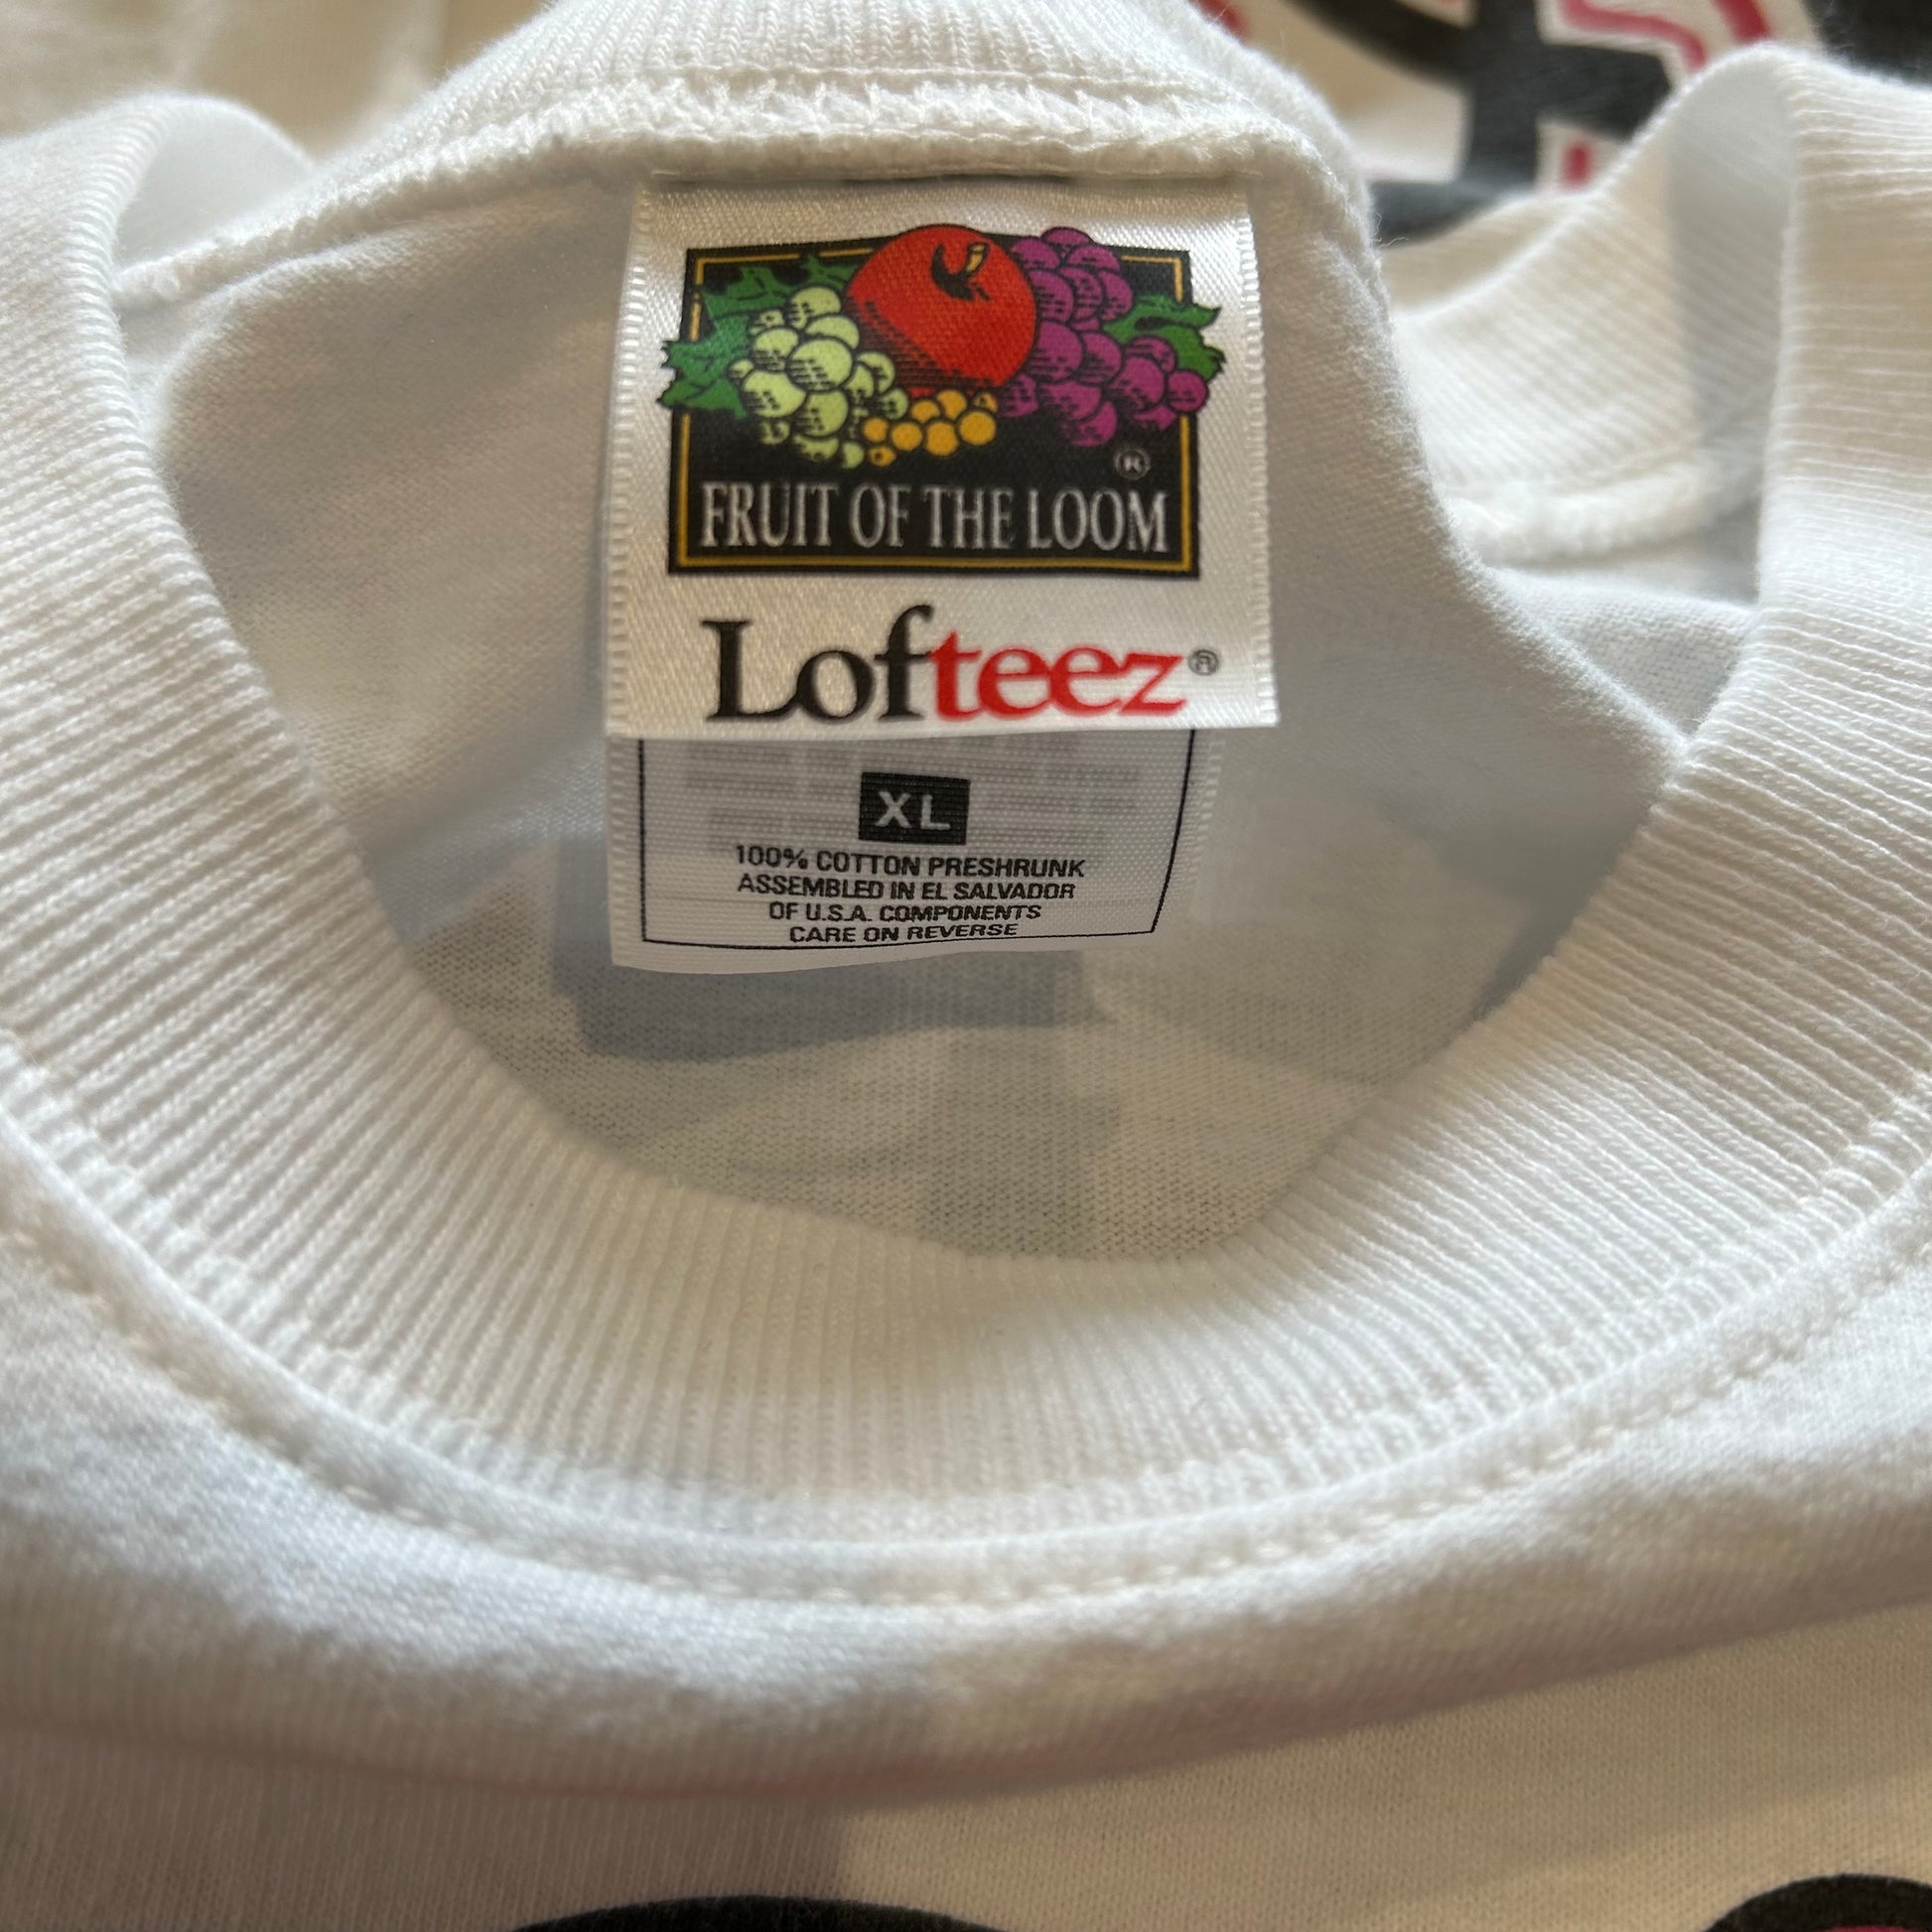 ®
FRUIT OF THE LOOM
Lofteez®
XL
100% COTTON PRESHRUNK
ASSEMBLED IN EL SALVADOR
OF U.S.A. COMPONENTS
CARE ON REVERSE